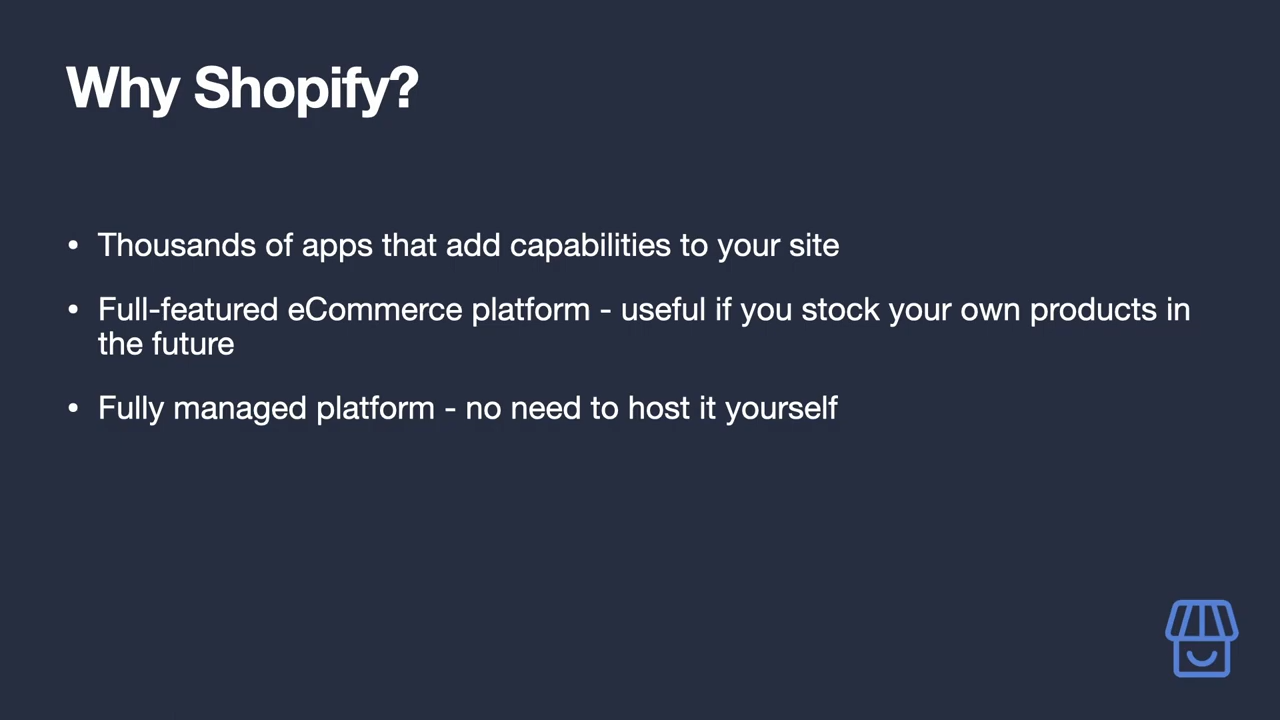 Why Shopify?
• Thousands of apps that add capabilities to your site
• Full-featured eCommerce platform - useful if you stock your own products in
the future
• Fully managed platform - no need to host it yourself